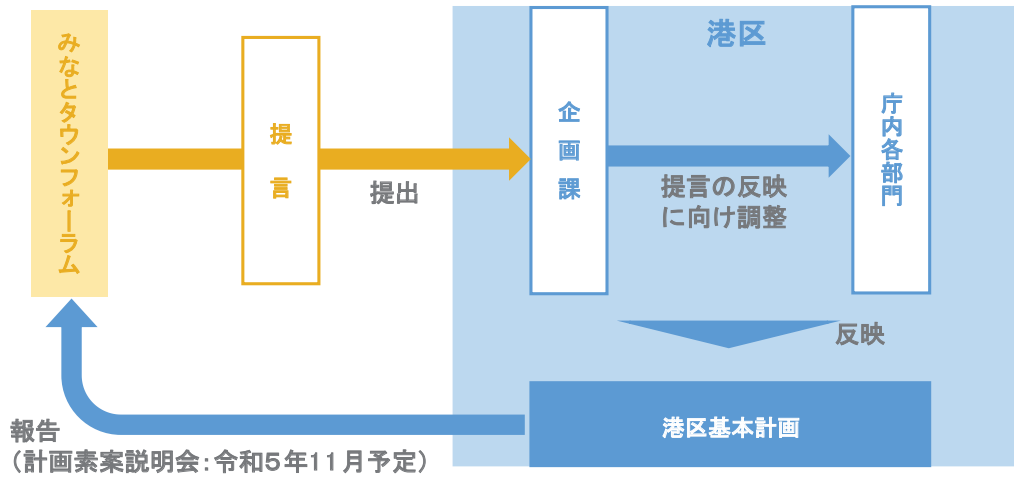 みなとタウンフォーラム
提言
提出
港区
企画課
提言の反映
に向け調整
庁内各部門
反映
港区基本計画
報告
（計画素案説明会：令和５年１１月予定）